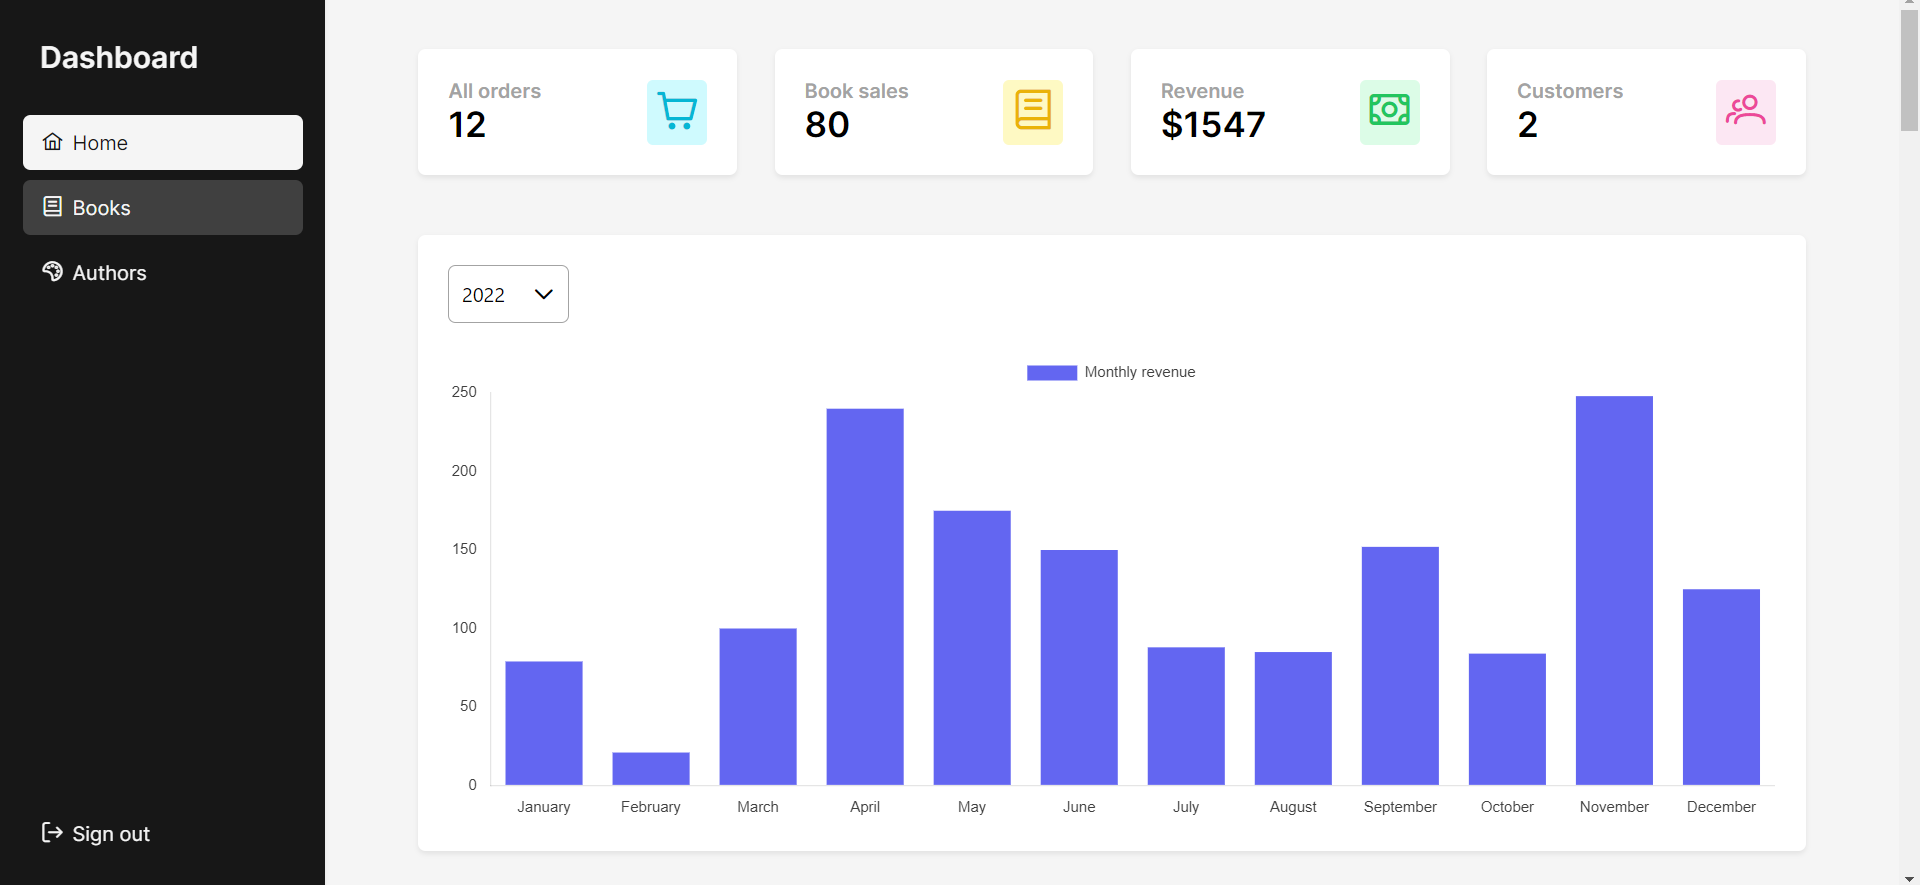 Dashboard
Home
Books
Authors
Sign out
All orders
12
Book sales
80
Revenue
$1547
Customers
2
2022
Monthly revenue
250
200
150
100
50
0
January February March April May June July August September October November December